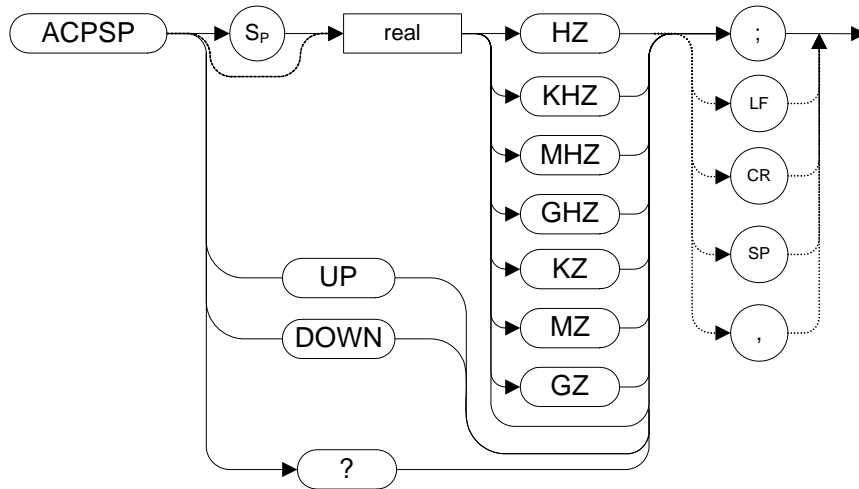 ACPSP
SP
real
HZ
;
KHZ
LF
MHZ
CR
GHZ
KZ
SP
UP
MZ
DOWN
,
GZ
?